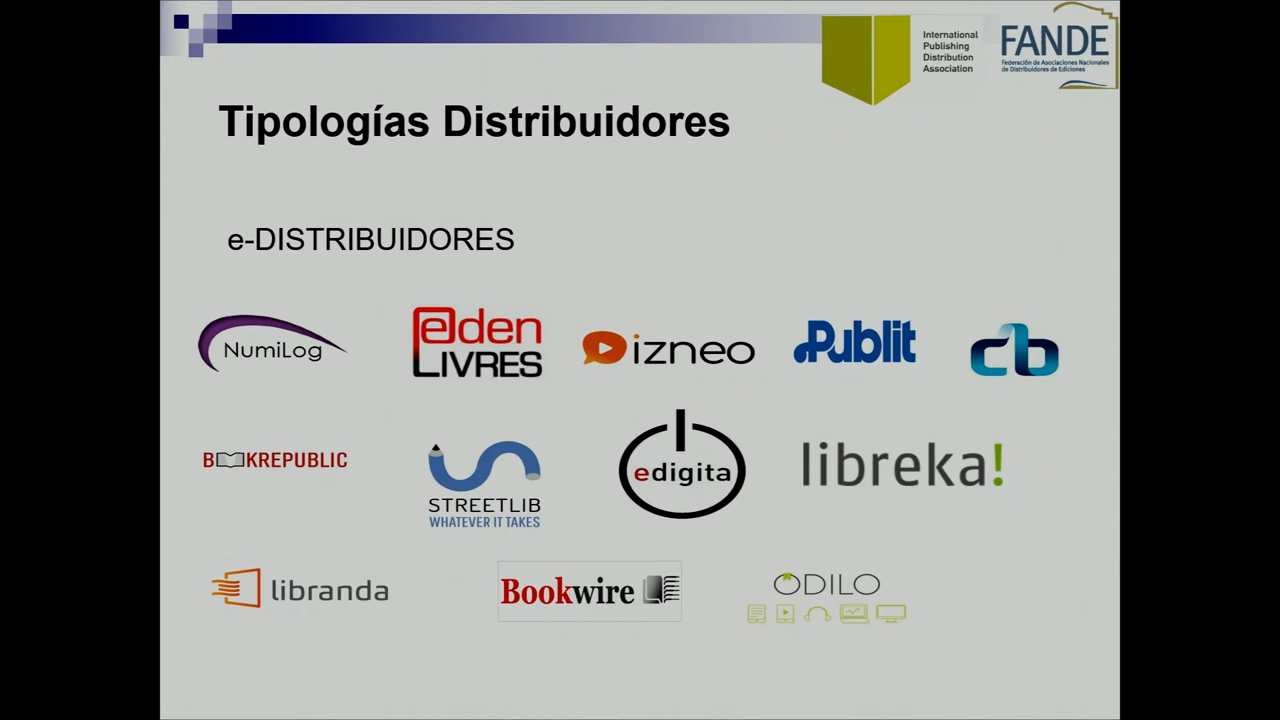 International
Publishing
Distribution
Association
FANDE
Federación de Asociaciones Nacionales
de Distribuidores de Ediciones
Tipologías Distribuidores
e-DISTRIBUIDORES
NumiLog
eden
LIVRES
izneo
Publit
cb
BOOKREPUBLIC
STREETLIB
WHATEVER IT TAKES
edigita
libreka!
libranda
Bookwire
ODILO